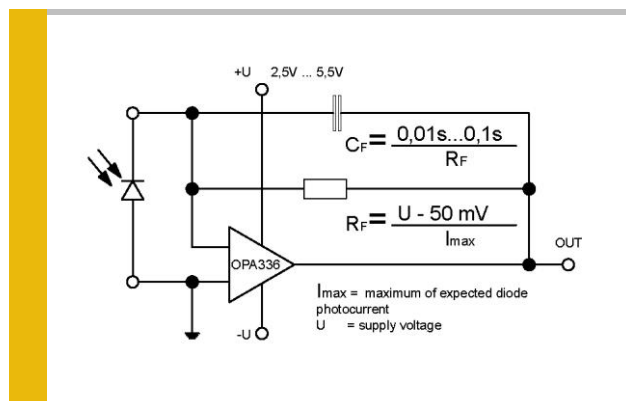 +U 2,5V ... 5,5V
CF= 0,01s...0,1s
RF
RF= U - 50 mV
Imax
OUT
OPA336
Imax = maximum of expected diode
photocurrent
U = supply voltage
-U